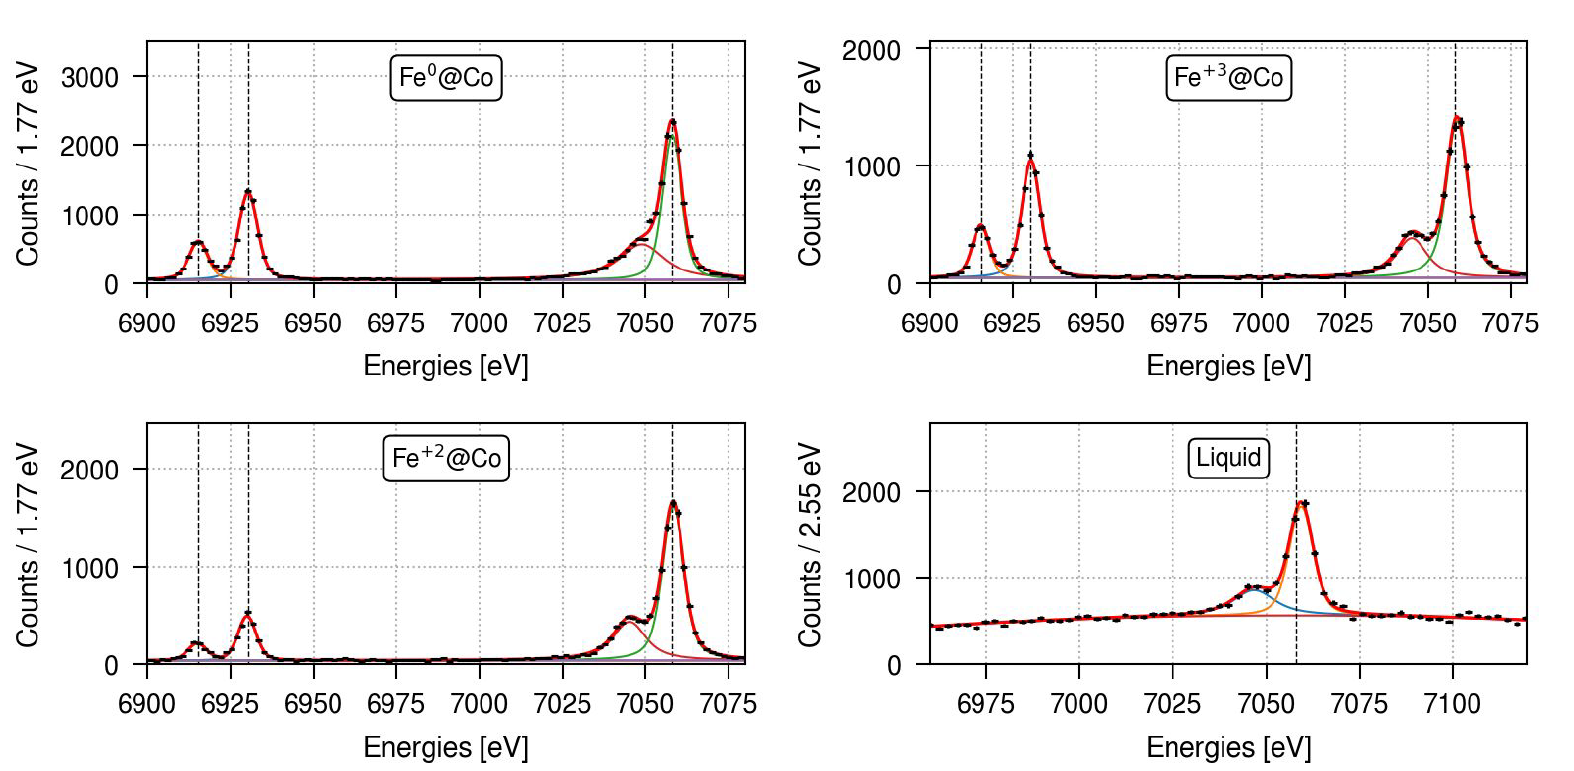 Counts / 1.77 eV
3000
2000
1000
0
Fe⁰@Co
6900 6925 6950 6975 7000 7025 7050 7075
Energies [eV]
Counts / 1.77 eV
2000
1000
0
Fe⁺³@Co
6900 6925 6950 6975 7000 7025 7050 7075
Energies [eV]
Counts / 1.77 eV
2000
1000
0
Fe⁺²@Co
6900 6925 6950 6975 7000 7025 7050 7075
Energies [eV]
Counts / 2.55 eV
2000
1000
0
Liquid
6975 7000 7025 7050 7075 7100
Energies [eV]